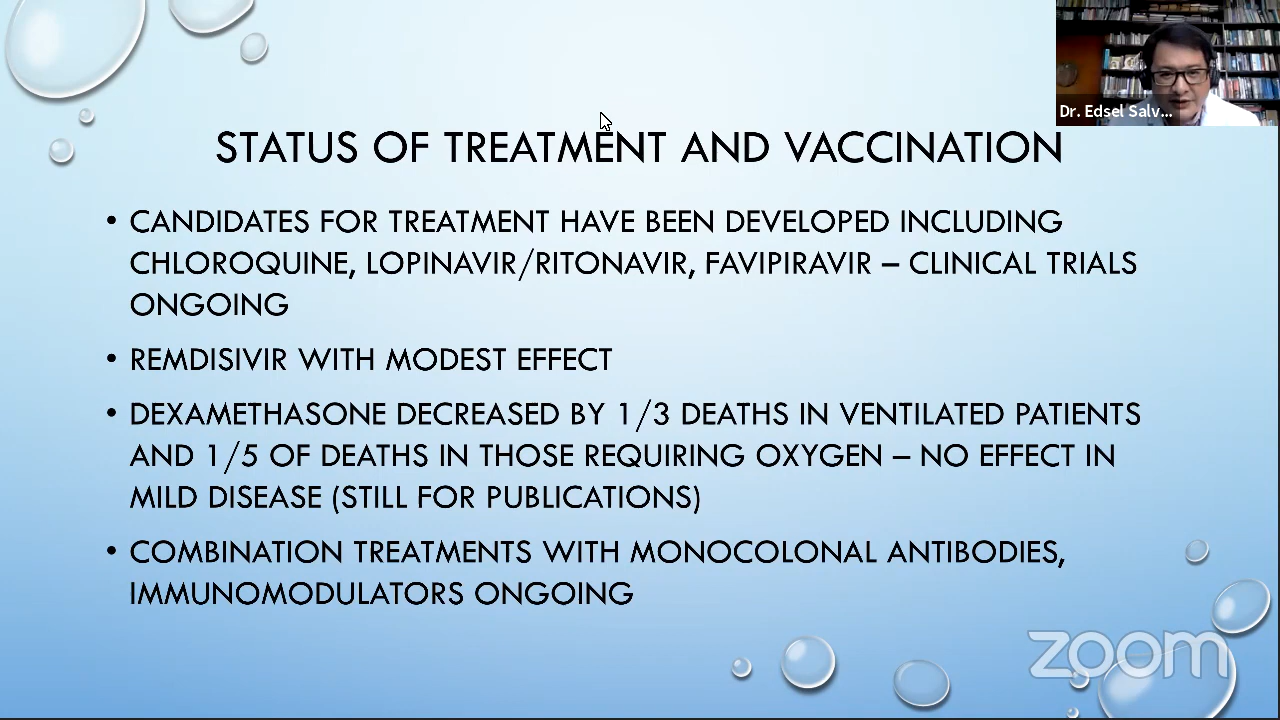 Dr. Edsel Salv...
STATUS OF TREATMENT AND VACCINATION
• CANDIDATES FOR TREATMENT HAVE BEEN DEVELOPED INCLUDING
CHLOROQUINE, LOPINAVIR/RITONAVIR, FAVIPIRAVIR – CLINICAL TRIALS
ONGOING
• REMDISIVIR WITH MODEST EFFECT
• DEXAMETHASONE DECREASED BY 1/3 DEATHS IN VENTILATED PATIENTS
AND 1/5 OF DEATHS IN THOSE REQUIRING OXYGEN – NO EFFECT IN
MILD DISEASE (STILL FOR PUBLICATIONS)
• COMBINATION TREATMENTS WITH MONOCOLONAL ANTIBODIES,
IMMUNOMODULATORS ONGOING
zoom